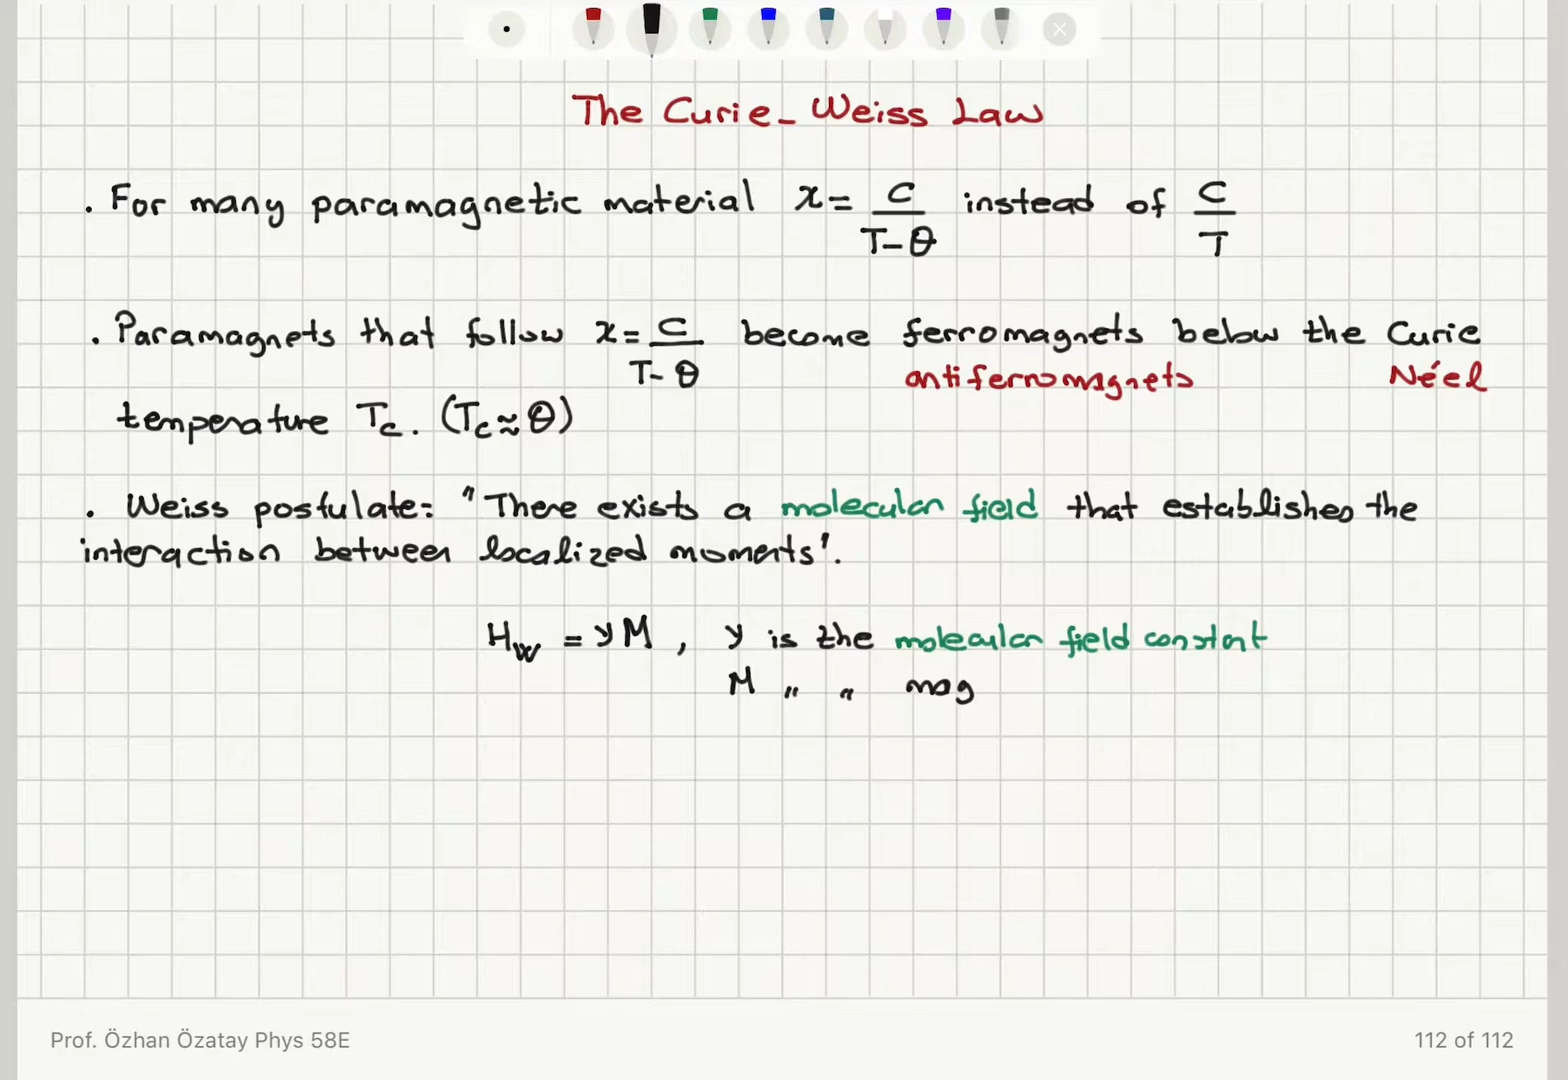 The Curie-Weiss Law
. For many paramagnetic material χ = C/(T-θ) instead of C/T
. Paramagnets that follow χ = C/(T-θ) become ferromagnets below the Curie
antiferromagnets Néel
temperature Tc. (Tc≈θ)
. Weiss postulate: "There exists a molecular field that establishes the
interaction between localized moments".
H_W = γM , γ is the molecular field constant
M " " mag
Prof. Özhan Özatay Phys 58E
112 of 112